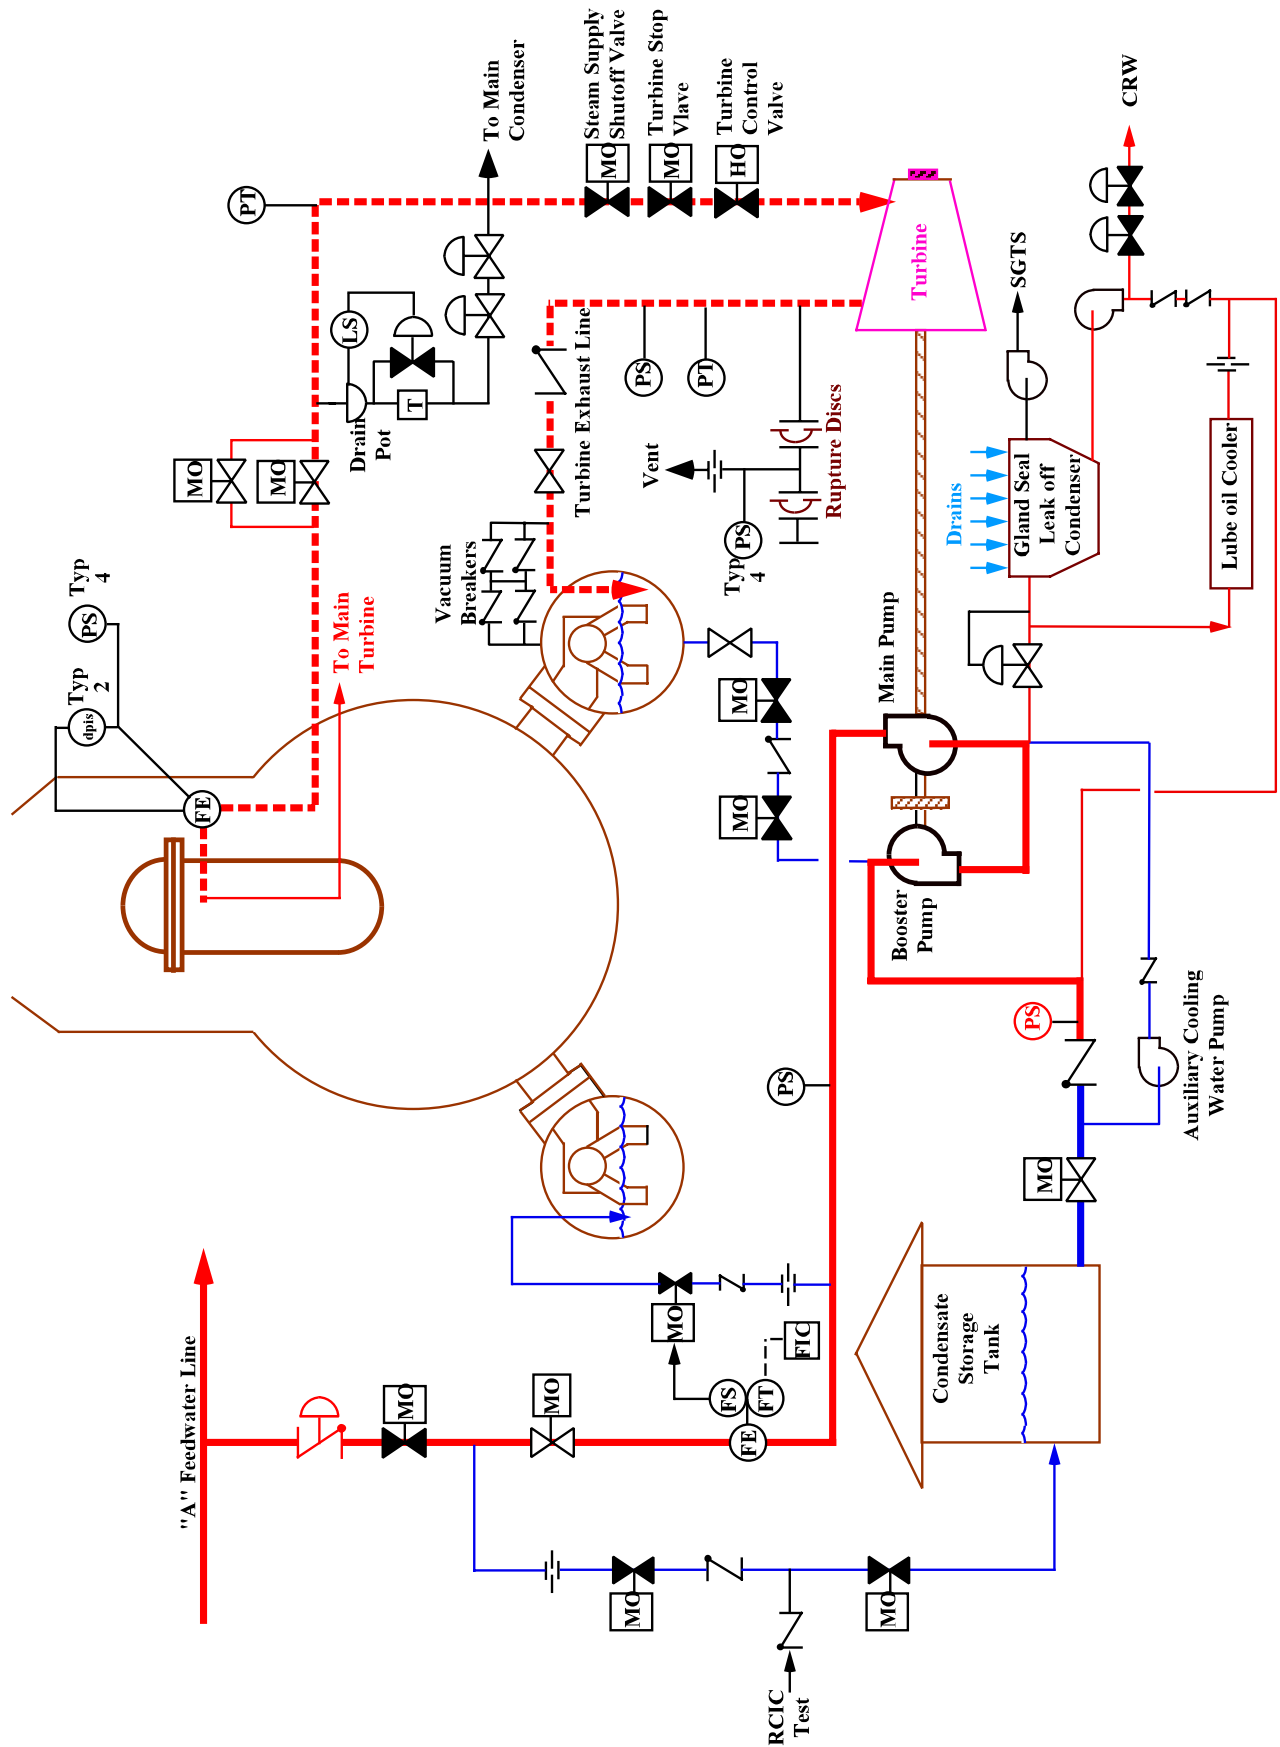 To Main
Condenser
Steam Supply
Shutoff Valve
Turbine Stop
Vlave
Turbine
Control
Valve
CRW
MO
MO
HO
PT
LS
T
Drain
Pot
MO
MO
Turbine Exhaust Line
PS
PT
Turbine
SGTS
Vent
Rupture Discs
PS
Typ
4
Drains
Gland Seal
Leak off
Condenser
Lube oil Cooler
Vacuum
Breakers
Typ
4
PS
Typ
2
dpis
To Main
Turbine
FE
Main Pump
MO
MO
Booster
Pump
PS
PS
Auxiliary Cooling
Water Pump
MO
Condensate
Storage
Tank
"A" Feedwater Line
MO
MO
MO
FS
FT
FIC
FE
MO
MO
RCIC
Test